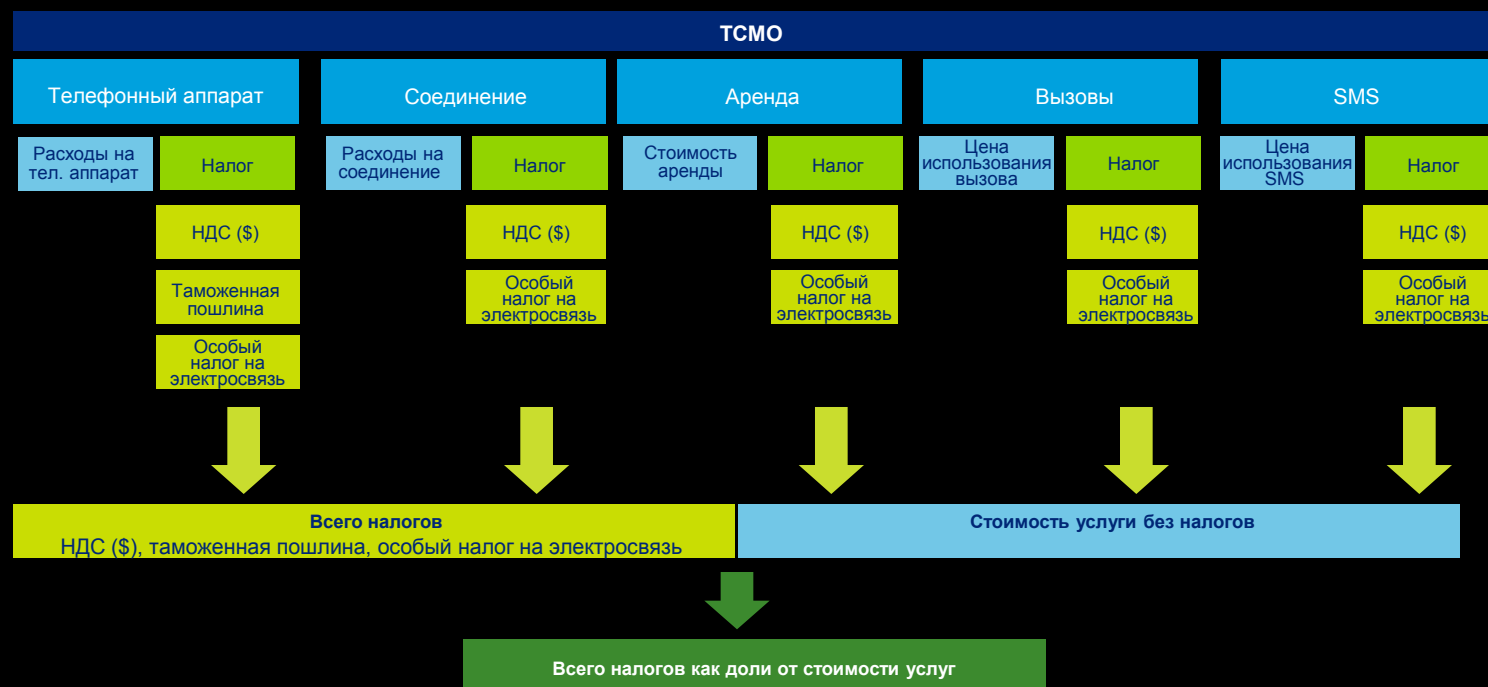 ТСМО
Телефонный аппарат
Соединение
Аренда
Вызовы
SMS
Расходы на
тел. аппарат
Налог
Расходы на
соединение
Налог
Стоимость
аренды
Налог
Цена
использования
вызова
Налог
Цена
использования
SMS
Налог
НДС ($)
НДС ($)
НДС ($)
НДС ($)
НДС ($)
Таможенная
пошлина
Особый
налог на
электросвязь
Особый
налог на
электросвязь
Особый
налог на
электросвязь
Особый
налог на
электросвязь
Особый
налог на
электросвязь
Всего налогов
НДС ($), таможенная пошлина, особый налог на электросвязь
Стоимость услуги без налогов
Всего налогов как доли от стоимости услуг